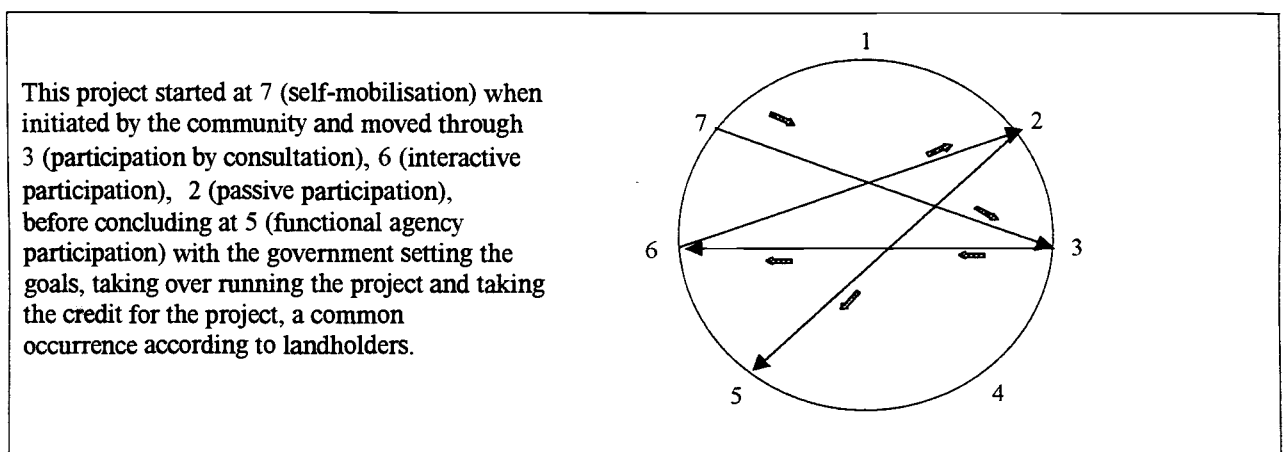 This project started at 7 (self-mobilisation) when
initiated by the community and moved through
3 (participation by consultation), 6 (interactive
participation),  2 (passive participation),
before concluding at 5 (functional agency
participation) with the government setting the
goals, taking over running the project and taking
the credit for the project, a common
occurrence according to landholders.
1
7
2
6
3
5
4